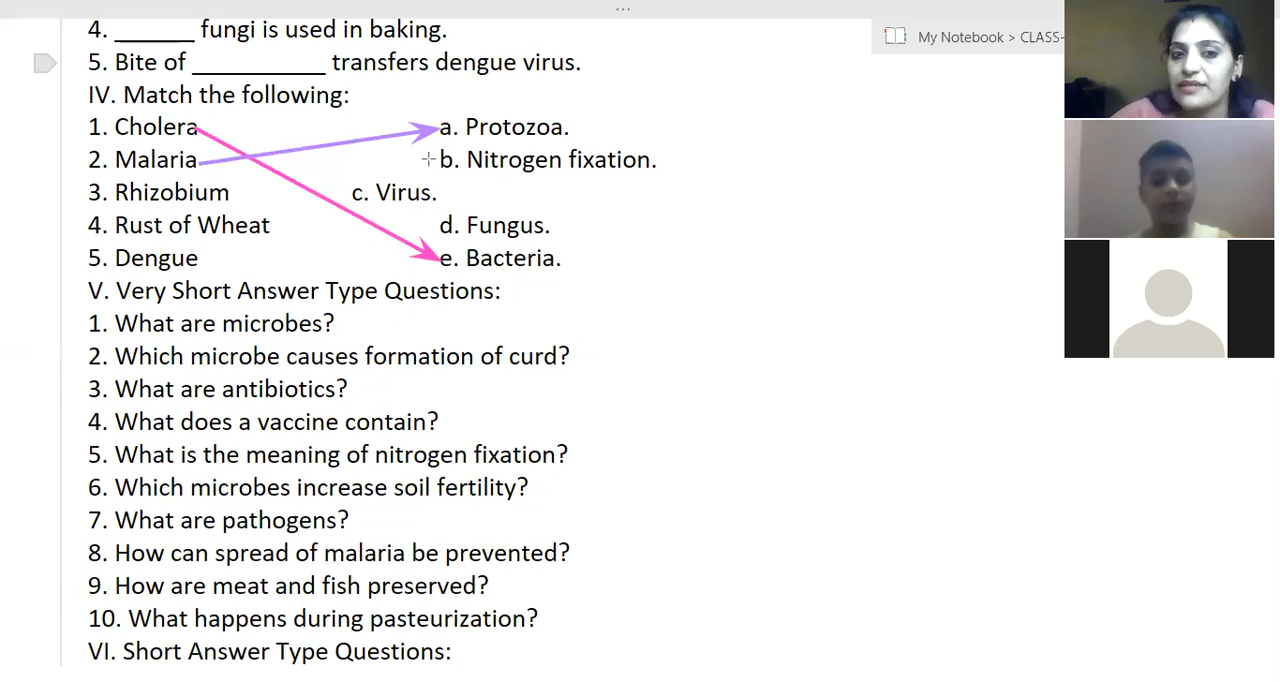 ...
4. ______ fungi is used in baking.
My Notebook > CLASS-
5. Bite of __________ transfers dengue virus.
IV. Match the following:
1. Cholera a. Protozoa.
2. Malaria b. Nitrogen fixation.
3. Rhizobium c. Virus.
4. Rust of Wheat d. Fungus.
5. Dengue e. Bacteria.
V. Very Short Answer Type Questions:
1. What are microbes?
2. Which microbe causes formation of curd?
3. What are antibiotics?
4. What does a vaccine contain?
5. What is the meaning of nitrogen fixation?
6. Which microbes increase soil fertility?
7. What are pathogens?
8. How can spread of malaria be prevented?
9. How are meat and fish preserved?
10. What happens during pasteurization?
VI. Short Answer Type Questions: